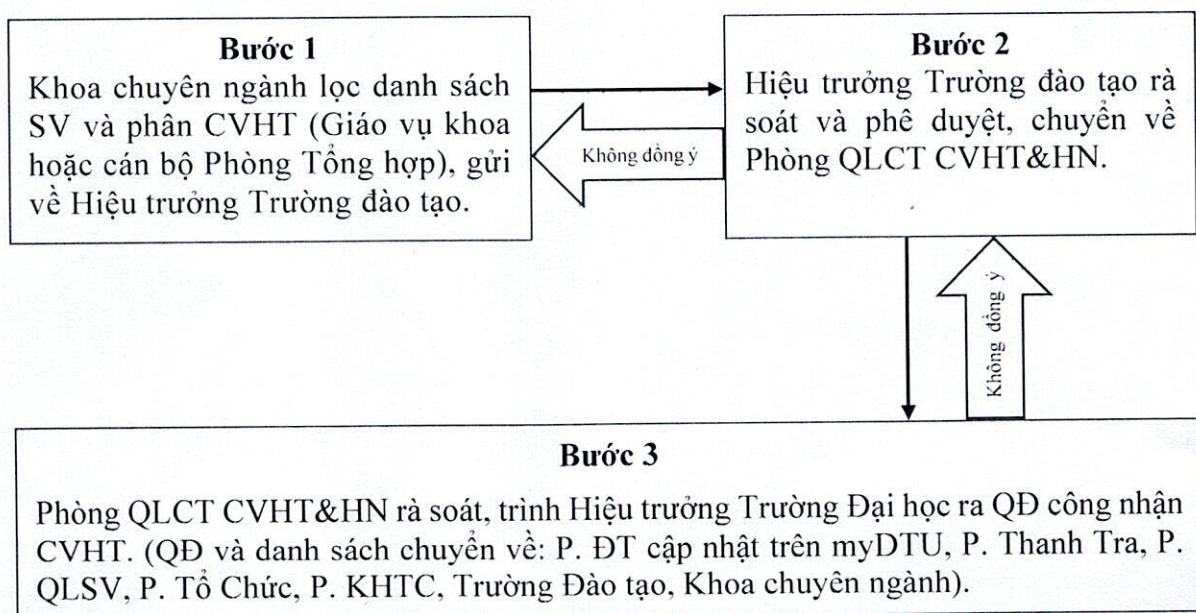 Bước 1
Khoa chuyên ngành lọc danh sách
SV và phân CVHT (Giáo vụ khoa
hoặc cán bộ Phòng Tổng hợp), gửi
về Hiệu trưởng Trường đào tạo.
Không đồng ý
Bước 2
Hiệu trưởng Trường đào tạo rà
soát và phê duyệt, chuyển về
Phòng QLCT CVHT&HN.
Không đồng ý
Bước 3
Phòng QLCT CVHT&HN rà soát, trình Hiệu trưởng Trường Đại học ra QĐ công nhận
CVHT. (QĐ và danh sách chuyển về: P. ĐT cập nhật trên myDTU, P. Thanh Tra, P.
QLSV, P. Tổ Chức, P. KHTC, Trường Đào tạo, Khoa chuyên ngành).